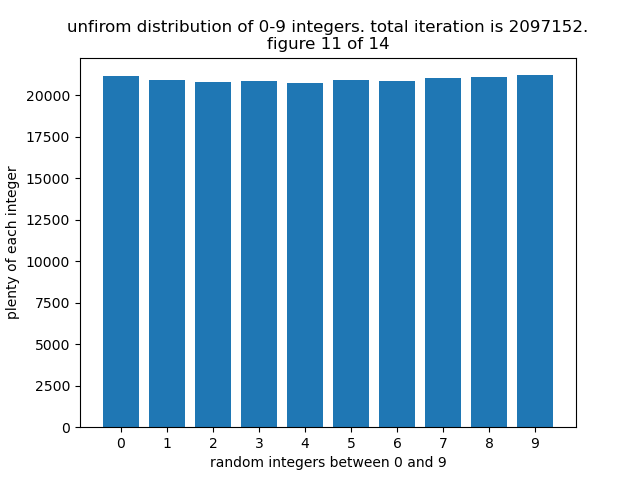 unfirom distribution of 0-9 integers. total iteration is 2097152.
figure 11 of 14
plenty of each integer
20000
17500
15000
12500
10000
7500
5000
2500
0
0 1 2 3 4 5 6 7 8 9
random integers between 0 and 9